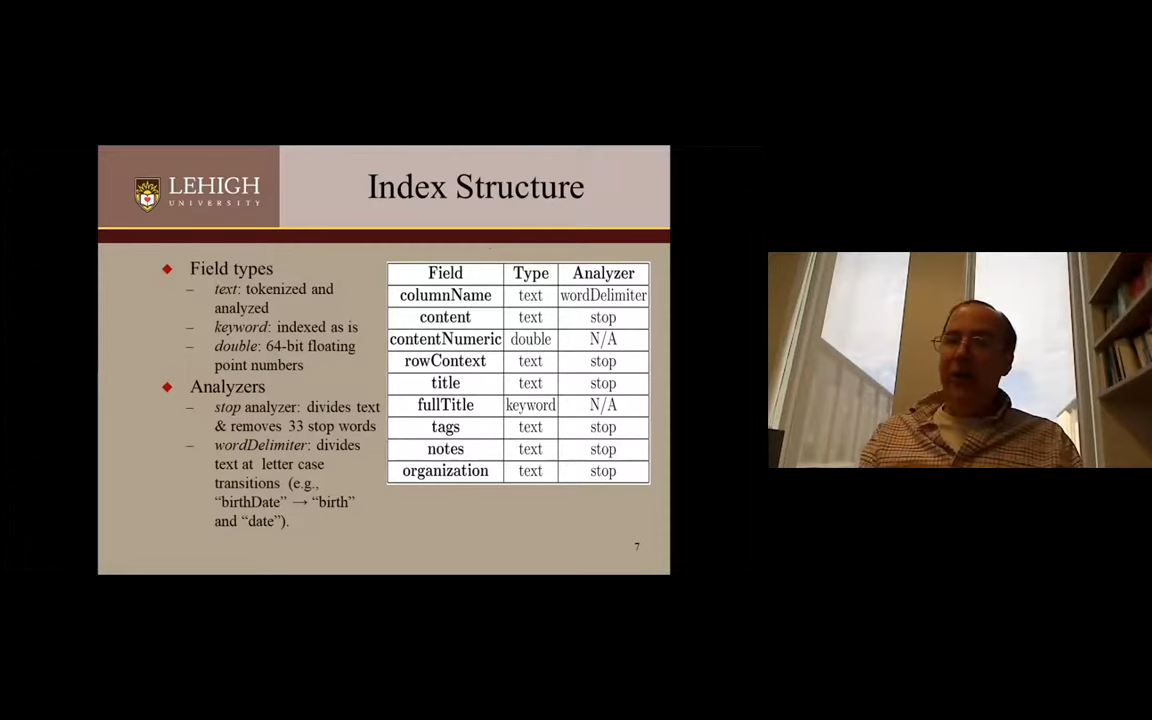 LEHIGH
UNIVERSITY
Index Structure
◆ Field types
– text: tokenized and
analyzed
– keyword: indexed as is
– double: 64-bit floating
point numbers
◆ Analyzers
– stop analyzer: divides text
& removes 33 stop words
– wordDelimiter: divides
text at letter case
transitions (e.g.,
“birthDate” → “birth”
and “date”).
Field Type Analyzer
columnName text wordDelimiter
content text stop
contentNumeric double N/A
rowContext text stop
title text stop
fullTitle keyword N/A
tags text stop
notes text stop
organization text stop
7